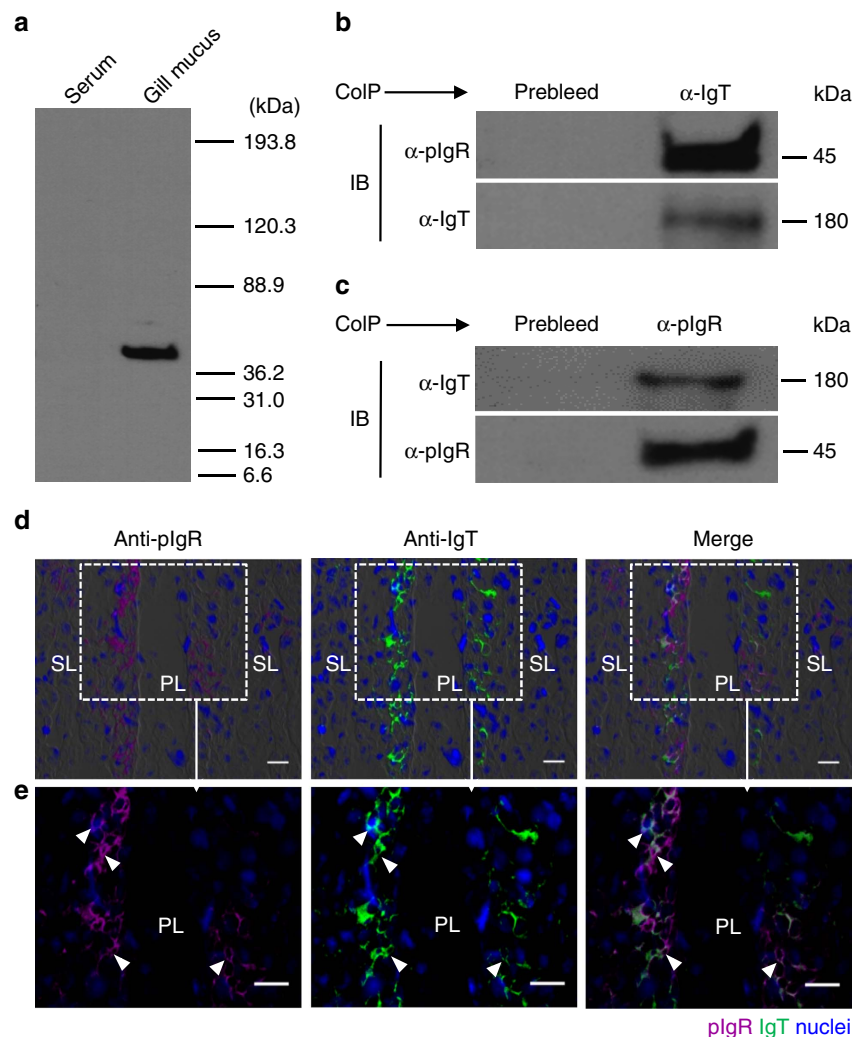 a
Serum
Gill mucus
(kDa)
193.8
120.3
88.9
36.2
31.0
16.3
6.6
b
CoIP
Prebleed
α-IgT
kDa
IB
α-pIgR
45
α-IgT
180
c
CoIP
Prebleed
α-pIgR
kDa
IB
α-IgT
180
α-pIgR
45
d
Anti-pIgR
Anti-IgT
Merge
SL
PL
SL
SL
PL
SL
SL
PL
SL
e
PL
PL
PL
pIgR IgT nuclei